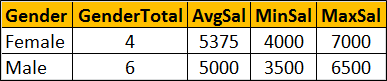 Gender GenderTotal AvgSal MinSal MaxSal
Female 4 5375 4000 7000
Male 6 5000 3500 6500